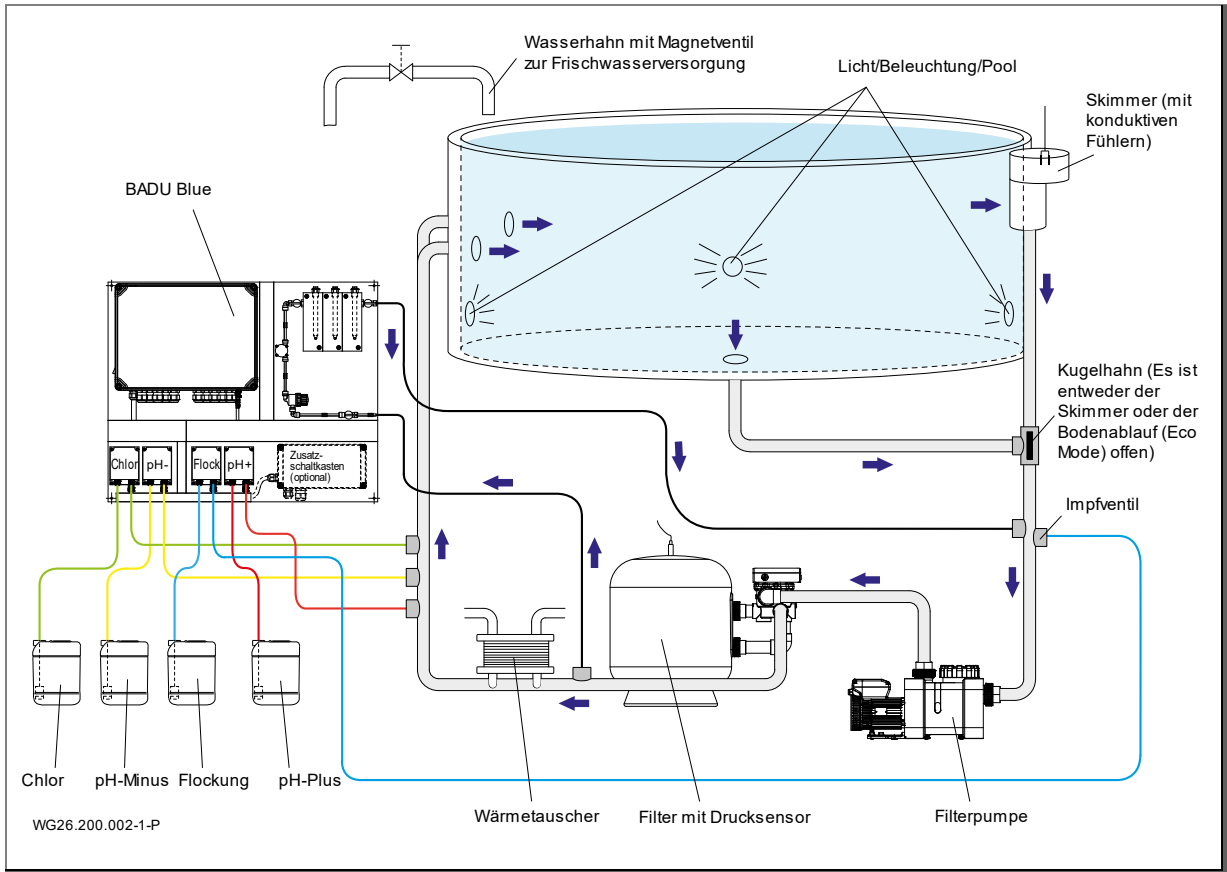 Wasserhahn mit Magnetventil
zur Frischwasserversorgung
Licht/Beleuchtung/Pool
Skimmer (mit
konduktiven
Fühlern)
BADU Blue
Kugelhahn (Es ist
entweder der
Skimmer oder der
Bodenablauf (Eco
Mode) offen)
Chlor
pH-
Flock
pH+
Zusatz-
schaltkasten
(optional)
Impfventil
Chlor
pH-Minus
Flockung
pH-Plus
Wärmetauscher
Filter mit Drucksensor
Filterpumpe
WG26.200.002-1-P